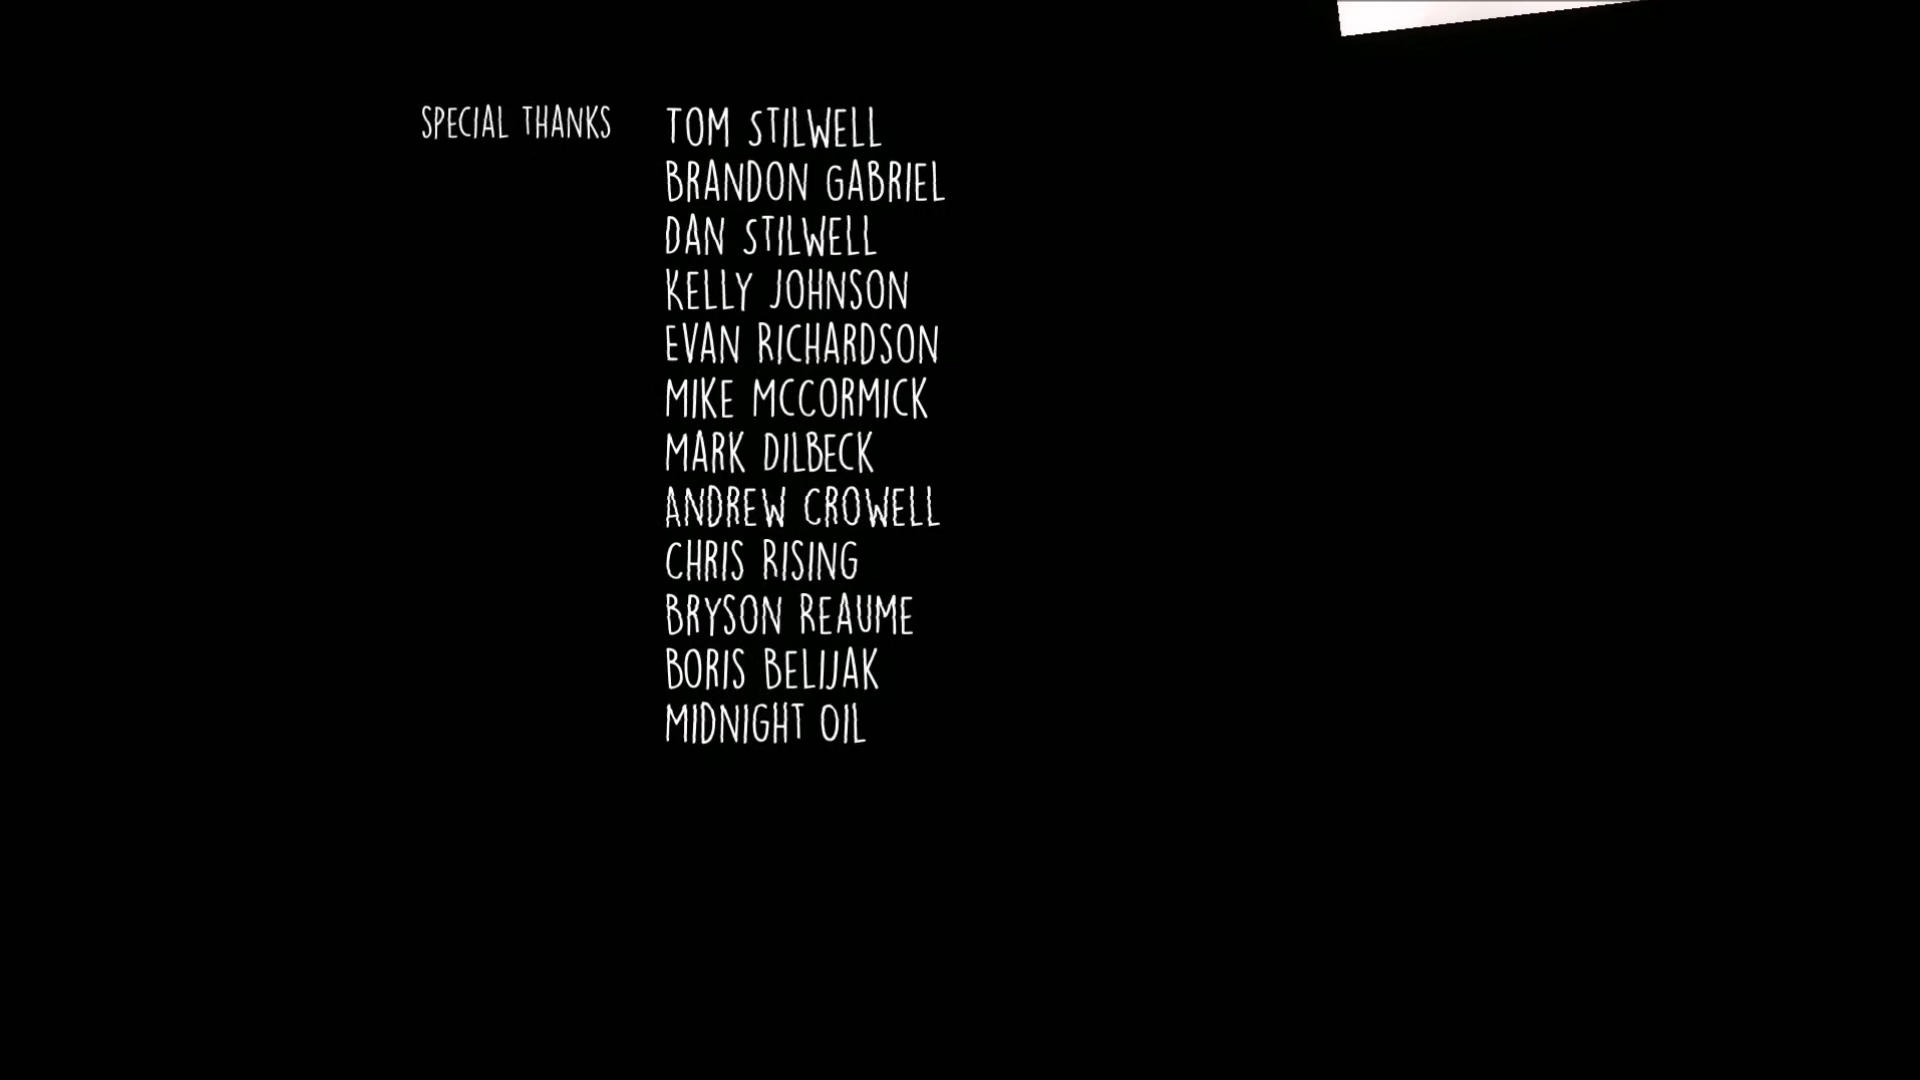 SPECIAL THANKS TOM STILWELL
BRANDON GABRIEL
DAN STILWELL
KELLY JOHNSON
EVAN RICHARDSON
MIKE MCCORMICK
MARK DILBECK
ANDREW CROWELL
CHRIS RISING
BRYSON REAUME
BORIS BELIJAK
MIDNIGHT OIL